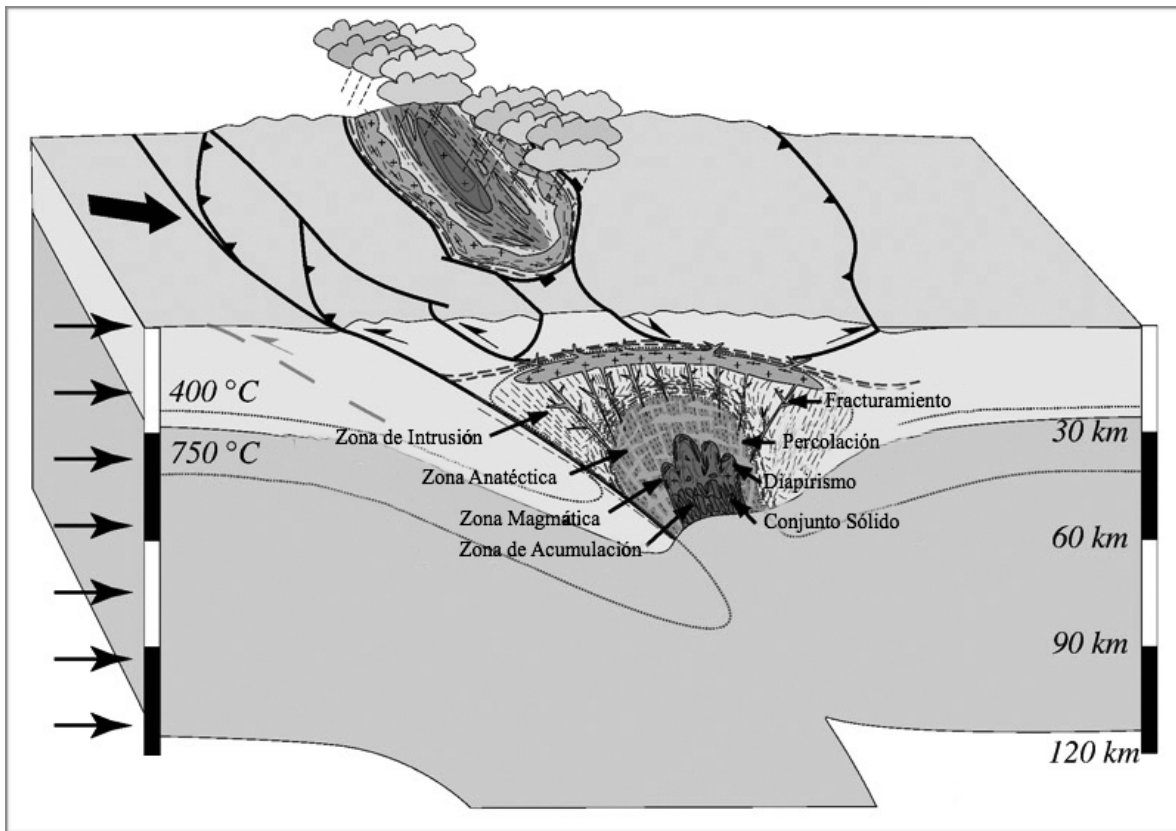 400 °C
750 °C
Zona de Intrusión
Zona Anatéctica
Zona Magmática
Zona de Acumulación
Fracturamiento
Percolación
Diapirismo
Conjunto Sólido
30 km
60 km
90 km
120 km